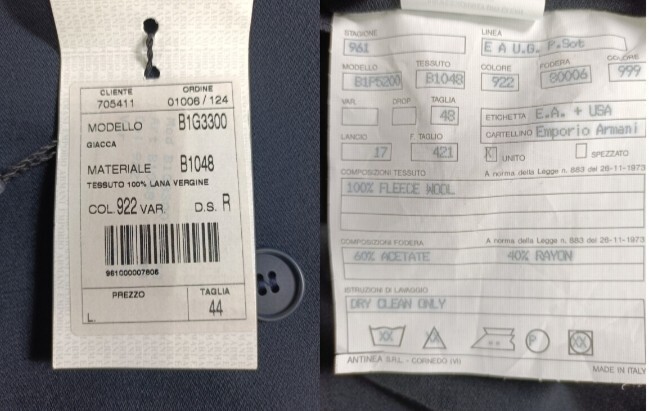 CLIENTE ORDINE
705411 01006 / 124
MODELLO B1G3300
GIACCA
MATERIALE B1048
TESSUTO 100% LANA VERGINE
COL. 922 VAR. D.S. R
961000007806
PREZZO TAGLIA
L. 44
STAGIONE LINEA
961 E A U.G. P.Sot
MODELLO TESSUTO COLORE FODERA COLORE
B1P5200 B1048 922 80006 999
VAR. DROP TAGLIA
48 ETICHETTA E.A. + USA
CARTELLINO Emporio Armani
LANCIO F. TAGLIO
17 421 X UNITO SPEZZATO
COMPOSIZIONI TESSUTO A norma della Legge n. 883 del 26-11-1973
100% FLEECE WOOL
COMPOSIZIONI FODERA A norma della Legge n. 883 del 26-11-1973
60% ACETATE 40% RAYON
ISTRUZIONI DI LAVAGGIO
DRY CLEAN ONLY
P
ANTINEA S.R.L. - CORNEDO (VI)
MADE IN ITALY